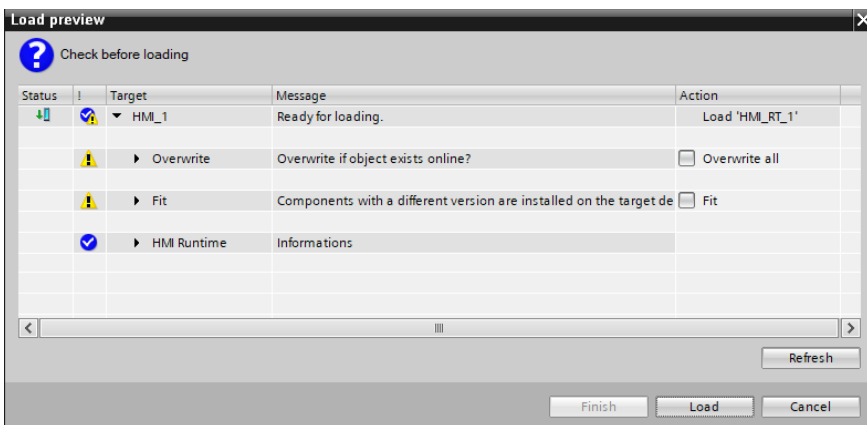 Load preview
Check before loading
Status ! Target Message Action
HMI_1 Ready for loading. Load 'HMI_RT_1'
Overwrite Overwrite if object exists online? Overwrite all
Fit Components with a different version are installed on the target de Fit
HMI Runtime Informations
Refresh
Finish Load Cancel